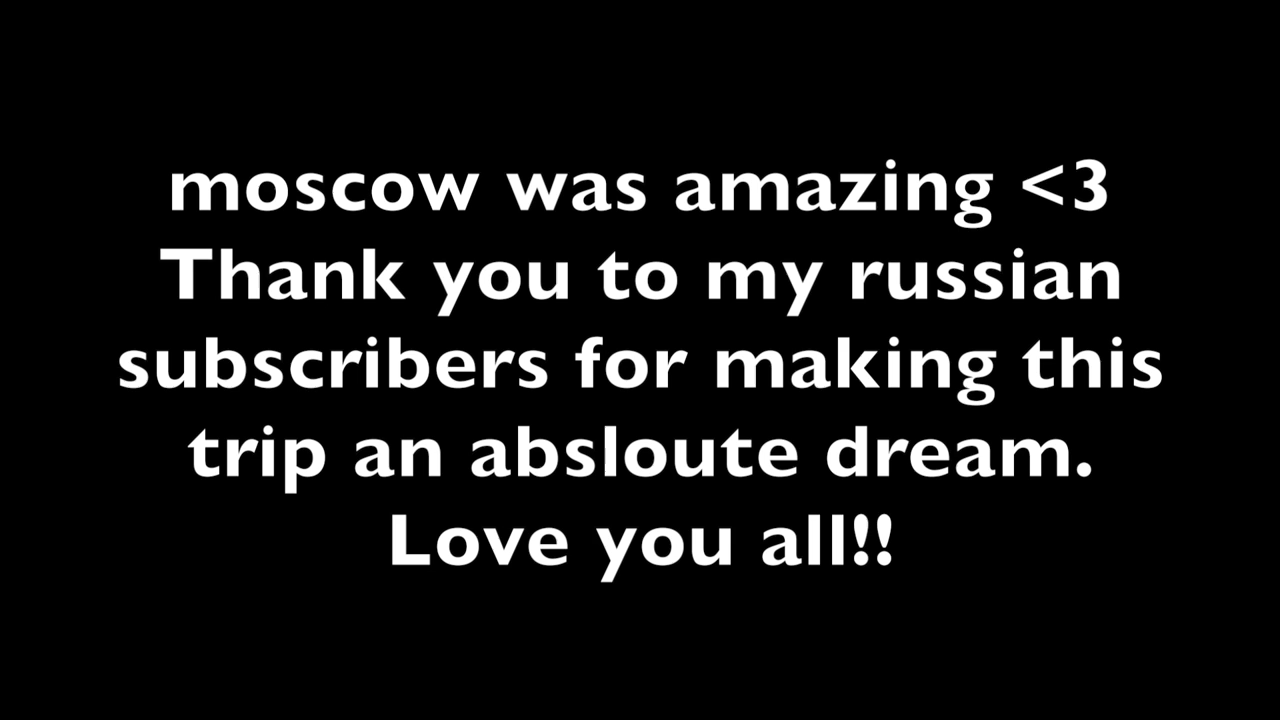 moscow was amazing <3
Thank you to my russian
subscribers for making this
trip an absloute dream.
Love you all!!